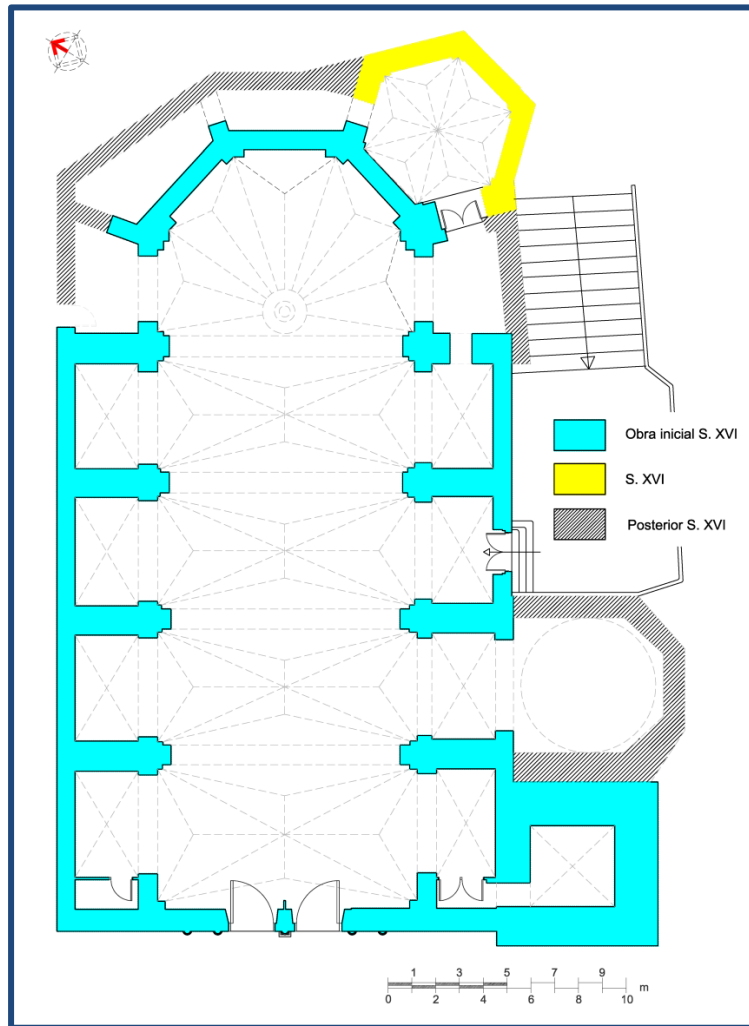 Obra inicial S. XVI
S. XVI
Posterior S. XVI
1 3 5 7 9
0 2 4 6 8 10 m